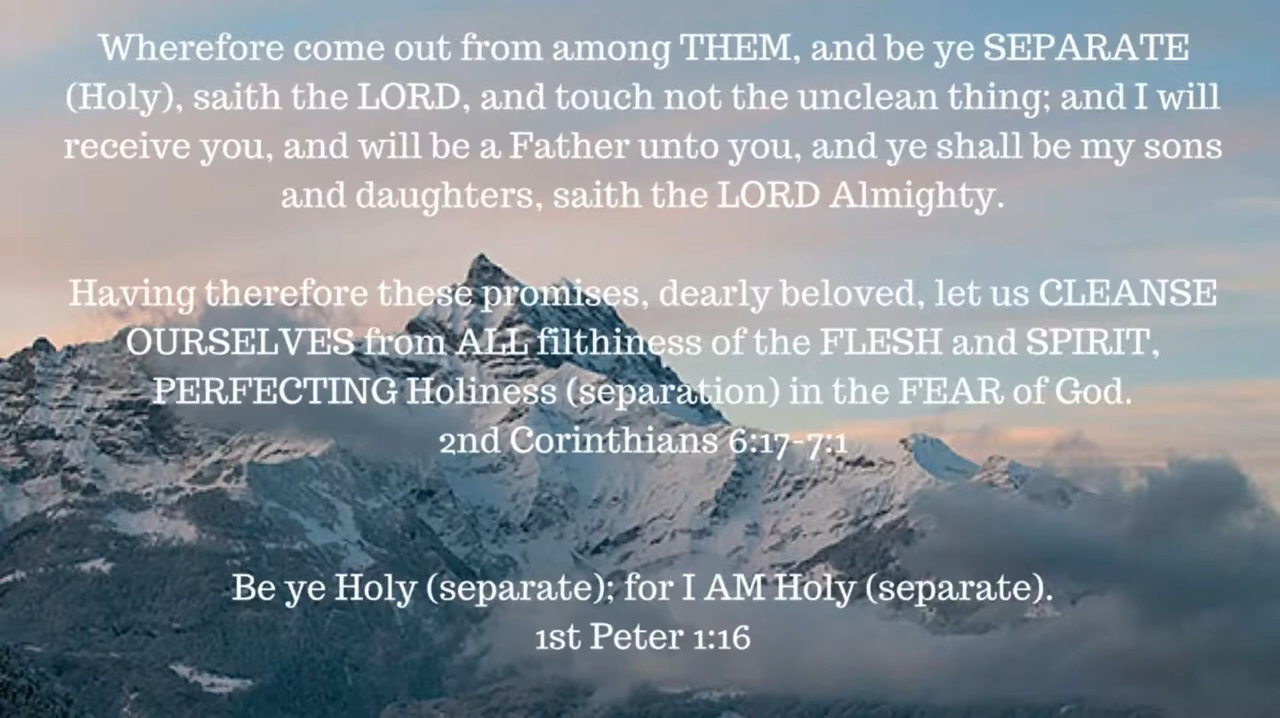 Wherefore come out from among THEM, and be ye SEPARATE
(Holy), saith the LORD, and touch not the unclean thing; and I will
receive you, and will be a Father unto you, and ye shall be my sons
and daughters, saith the LORD Almighty.
Having therefore these promises, dearly beloved, let us CLEANSE
OURSELVES from ALL filthiness of the FLESH and SPIRIT,
PERFECTING Holiness (separation) in the FEAR of God.
2nd Corinthians 6:17-7:1
Be ye Holy (separate); for I AM Holy (separate).
1st Peter 1:16